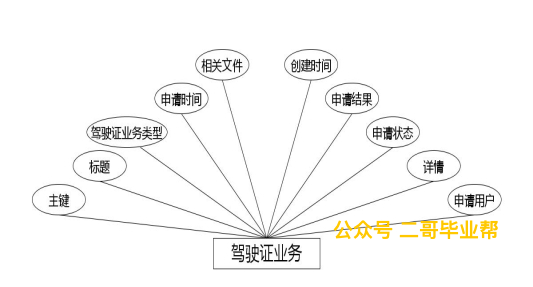 相关文件
创建时间
申请时间
申请结果
驾驶证业务类型
申请状态
标题
详情
主键
申请用户
公众号 二哥毕业帮
驾驶证业务